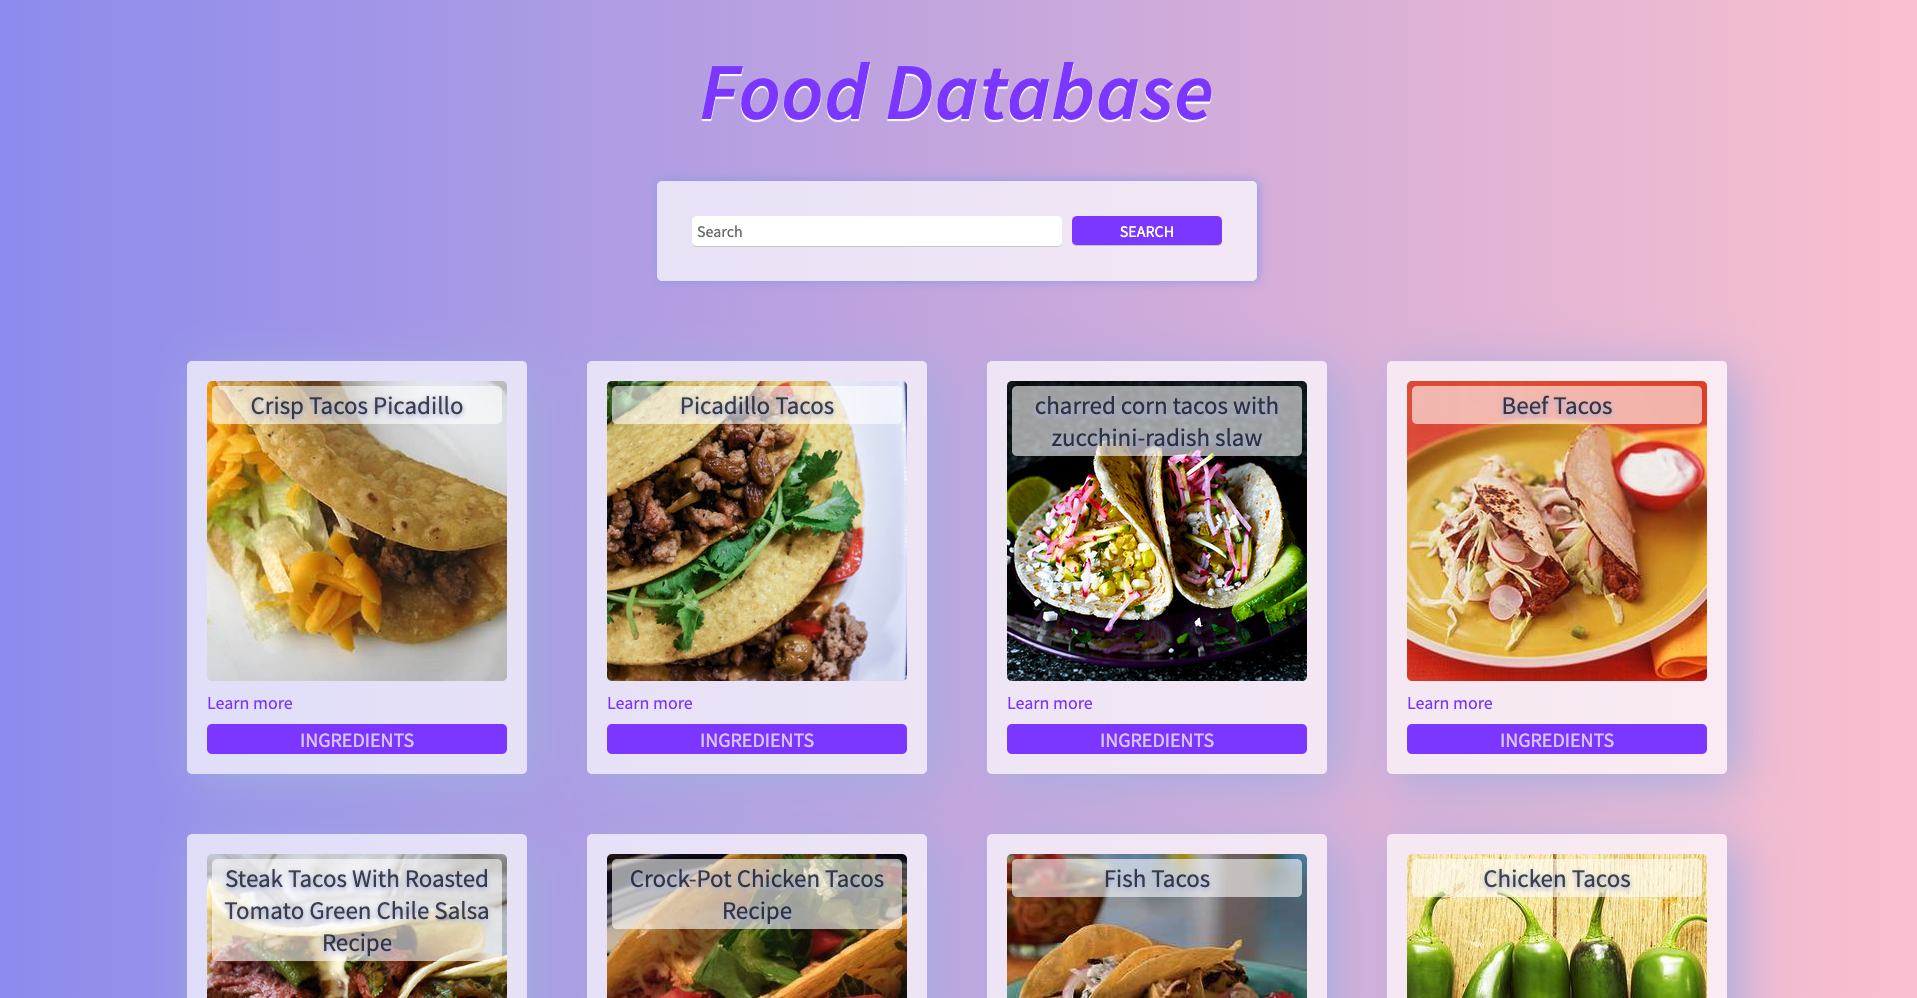 Food Database
Search
SEARCH
Crisp Tacos Picadillo
Picadillo Tacos
charred corn tacos with
zucchini-radish slaw
Beef Tacos
Learn more
Learn more
Learn more
Learn more
INGREDIENTS
INGREDIENTS
INGREDIENTS
INGREDIENTS
Steak Tacos With Roasted
Tomato Green Chile Salsa
Recipe
Crock-Pot Chicken Tacos
Recipe
Fish Tacos
Chicken Tacos